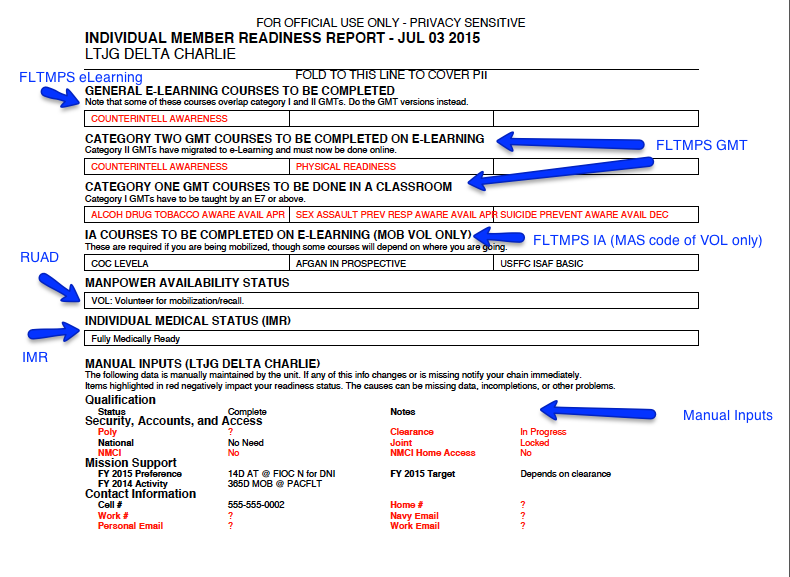 FOR OFFICIAL USE ONLY - PRIVACY SENSITIVE
INDIVIDUAL MEMBER READINESS REPORT - JUL 03 2015
LTJG DELTA CHARLIE
FOLD TO THIS LINE TO COVER PII
FLTMPS eLearning
GENERAL E-LEARNING COURSES TO BE COMPLETED
Note that some of these courses overlap category I and II GMTs. Do the GMT versions instead.
COUNTERINTELL AWARENESS
CATEGORY TWO GMT COURSES TO BE COMPLETED ON E-LEARNING
FLTMPS GMT
Category II GMTs have migrated to e-Learning and must now be done online.
COUNTERINTELL AWARENESS PHYSICAL READINESS
CATEGORY ONE GMT COURSES TO BE DONE IN A CLASSROOM
Category I GMTs have to be taught by an E7 or above.
ALCOH DRUG TOBACCO AWARE AVAIL APR SEX ASSAULT PREV RESP AWARE AVAIL APR SUICIDE PREVENT AWARE AVAIL DEC
IA COURSES TO BE COMPLETED ON E-LEARNING (MOB VOL ONLY)
FLTMPS IA (MAS code of VOL only)
These are required if you are being mobilized, though some courses will depend on where you are going.
COC LEVELA AFGAN IN PROSPECTIVE USFFC ISAF BASIC
RUAD
MANPOWER AVAILABILITY STATUS
VOL: Volunteer for mobilization/recall.
INDIVIDUAL MEDICAL STATUS (IMR)
Fully Medically Ready
IMR
MANUAL INPUTS (LTJG DELTA CHARLIE)
The following data is manually maintained by the unit. If any of this info changes or is missing notify your chain immediately.
Items highlighted in red negatively impact your readiness status. The causes can be missing data, incompletions, or other problems.
Qualification
Status Complete Notes
Manual Inputs
Security, Accounts, and Access
Poly ? Clearance In Progress
National No Need Joint Locked
NMCI No NMCI Home Access No
Mission Support
FY 2015 Preference 14D AT @ FIOC N for DNI FY 2015 Target Depends on clearance
FY 2014 Activity 365D MOB @ PACFLT
Contact Information
Cell # 555-555-0002 Home # ?
Work # ? Navy Email ?
Personal Email ? Work Email ?